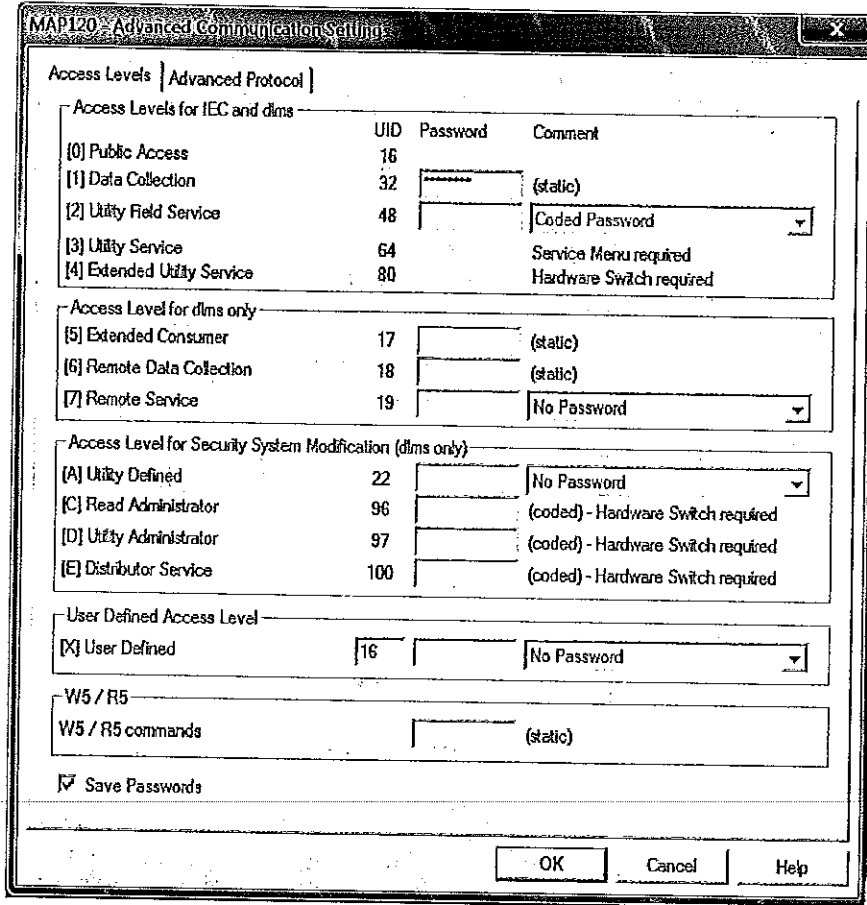 MAP120 - Advanced Communication Settings
Access Levels Advanced Protocol
Access Levels for IEC and dlms
UID Password Comment
[0] Public Access 16
[1] Data Collection 32 ******** (static)
[2] Utility Field Service 48 Coded Password
[3] Utility Service 64 Service Menu required
[4] Extended Utility Service 80 Hardware Switch required
Access Level for dlms only
[5] Extended Consumer 17 (static)
[6] Remote Data Collection 18 (static)
[7] Remote Service 19 No Password
Access Level for Security System Modification (dlms only)
[A] Utility Defined 22 No Password
[C] Read Administrator 96 (coded) - Hardware Switch required
[D] Utility Administrator 97 (coded) - Hardware Switch required
[E] Distributor Service 100 (coded) - Hardware Switch required
User Defined Access Level
[X] User Defined 16 No Password
W5 / R5
W5 / R5 commands (static)
Save Passwords
OK Cancel Help